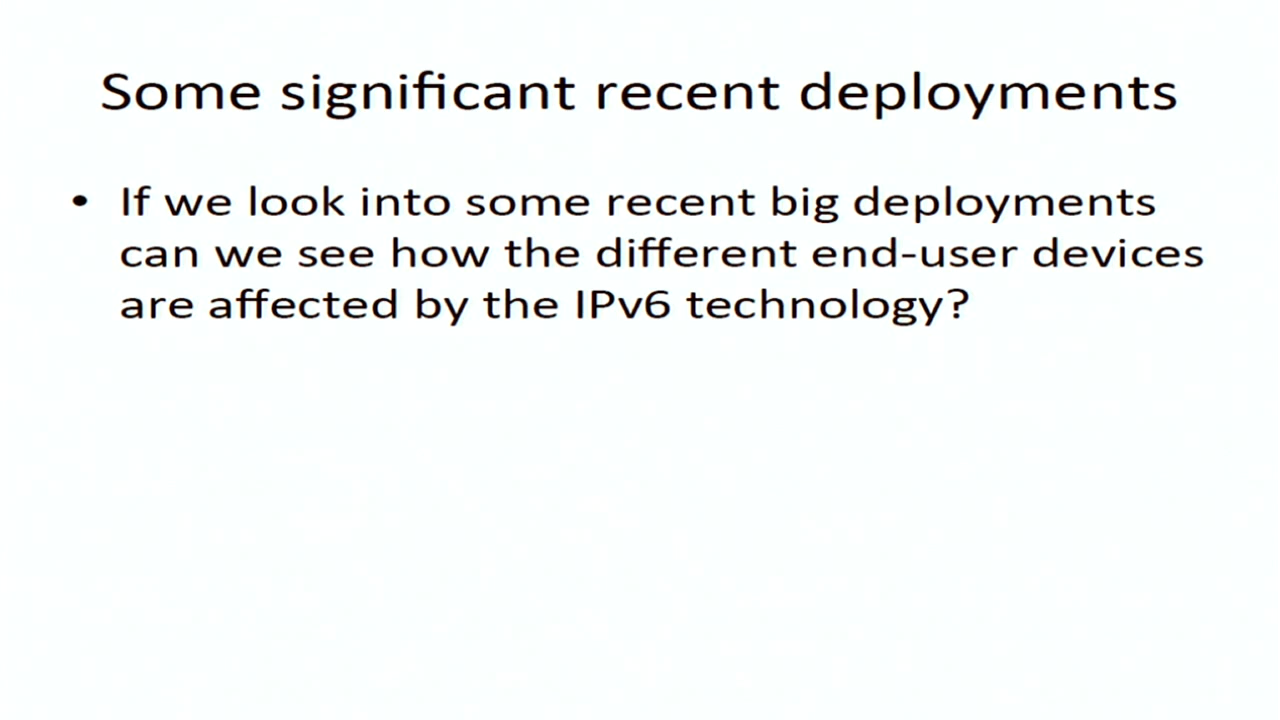 Some significant recent deployments
• If we look into some recent big deployments
can we see how the different end-user devices
are affected by the IPv6 technology?